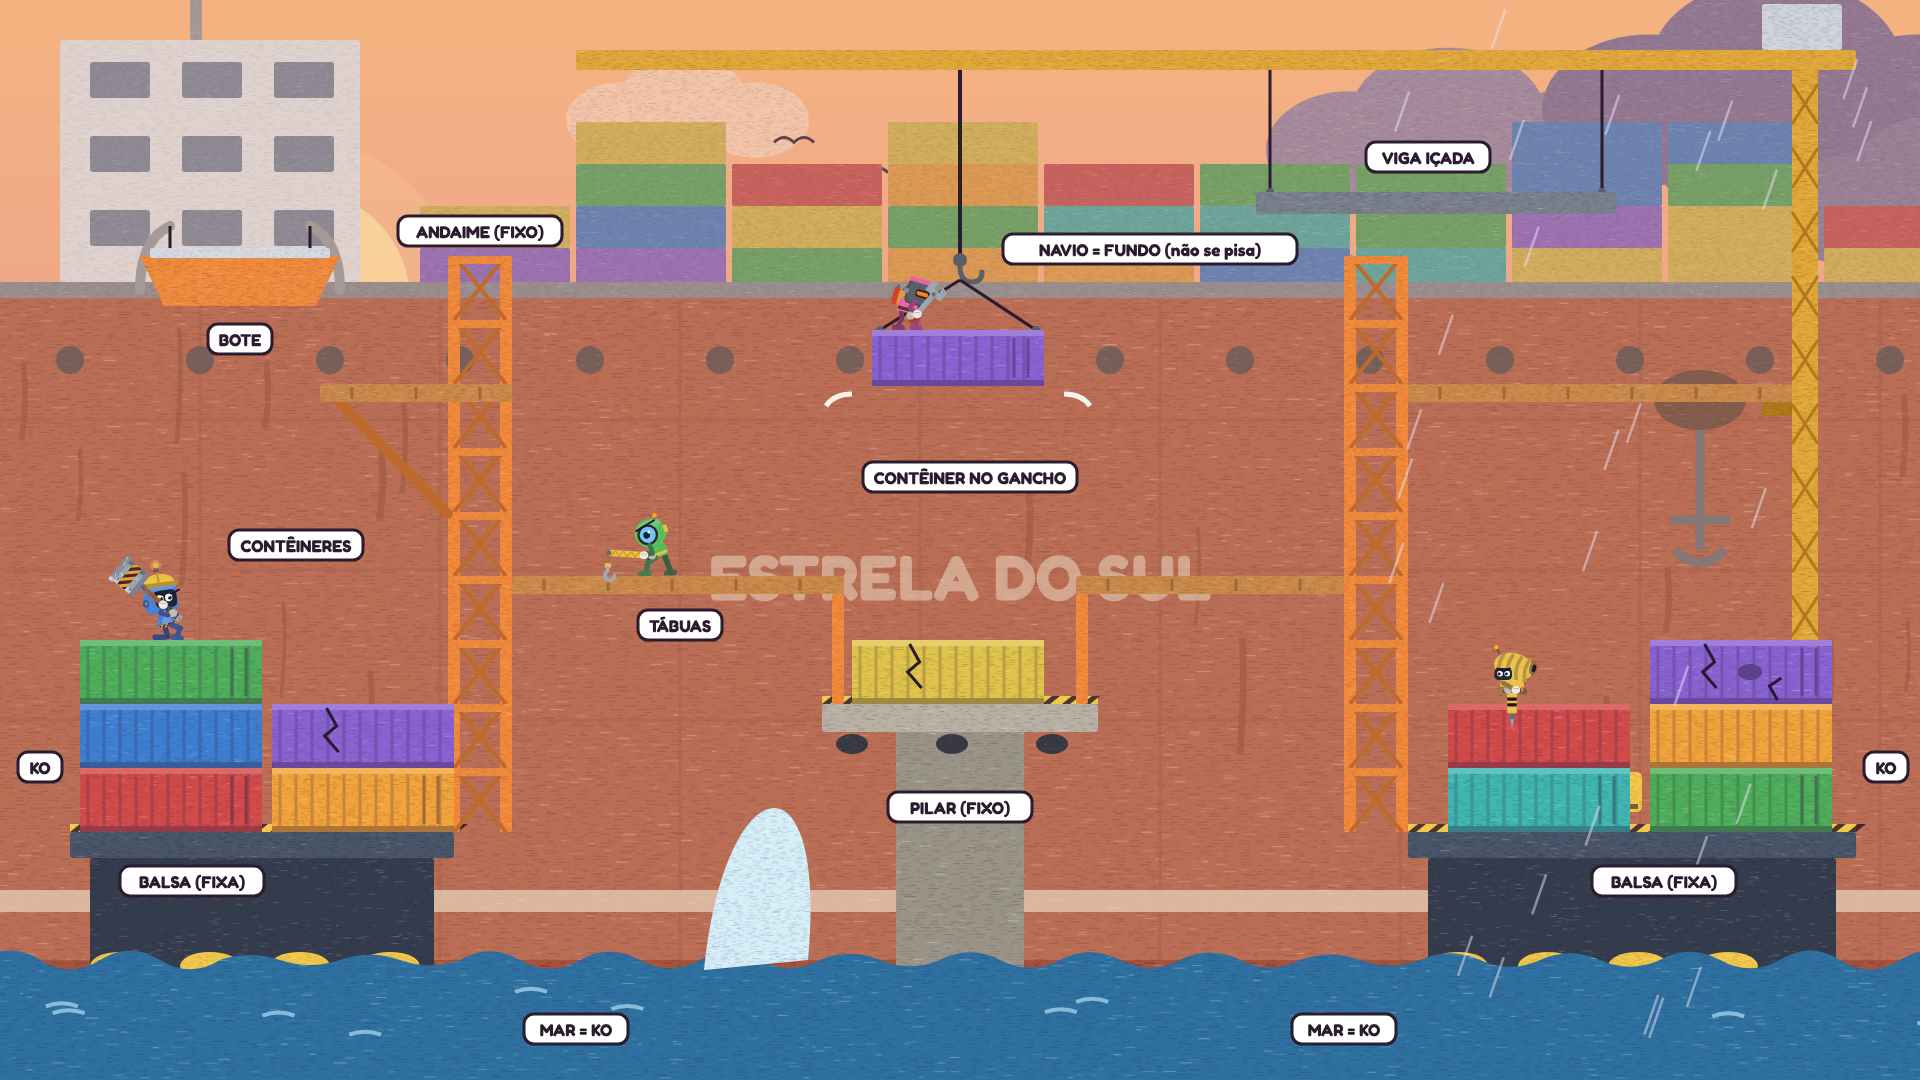 VIGA IÇADA
ANDAIME (FIXO)
NAVIO = FUNDO (não se pisa)
BOTE
CONTÊINER NO GANCHO
CONTÊINERES
ESTRELA DO SUL
TÁBUAS
KO
KO
PILAR (FIXO)
BALSA (FIXA)
BALSA (FIXA)
MAR = KO
MAR = KO